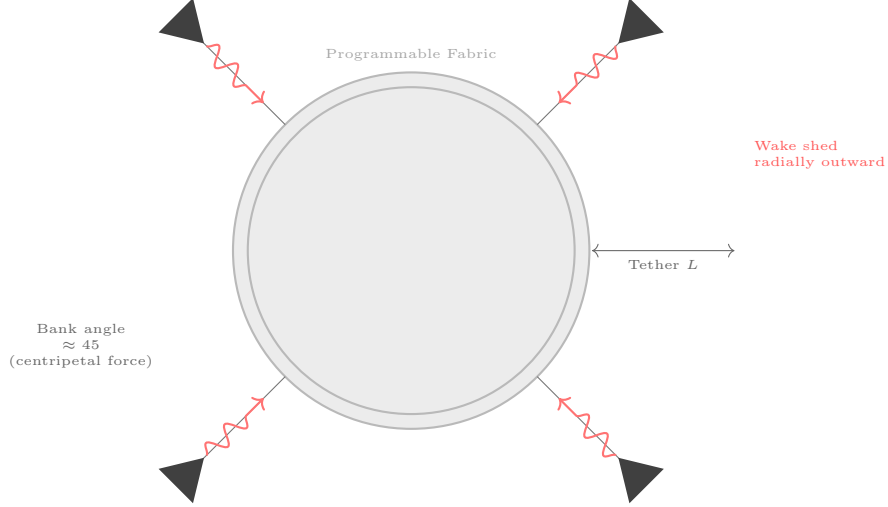 Programmable Fabric
Wake shed
radially outward
Tether L
Bank angle
≈ 45
(centripetal force)